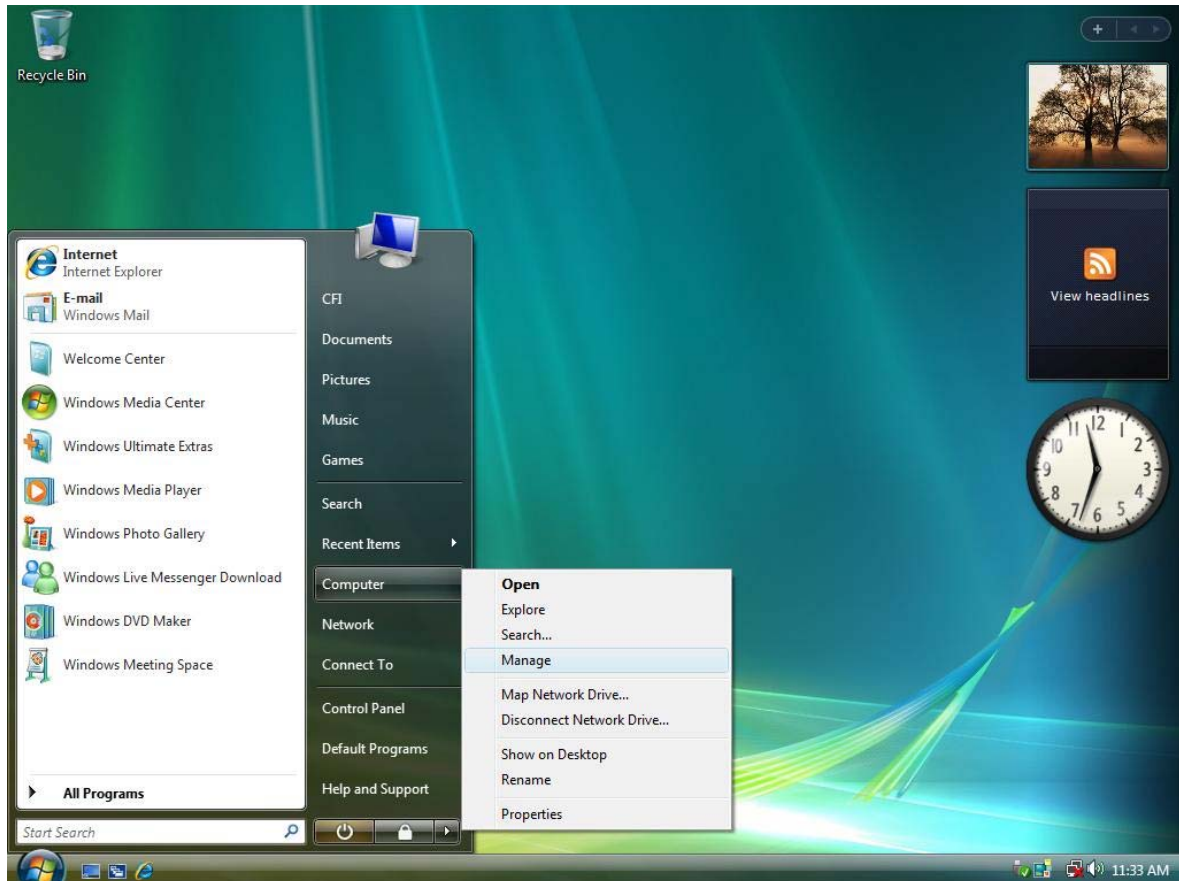 Recycle Bin
Internet
Internet Explorer
E-mail
Windows Mail
Welcome Center
Windows Media Center
Windows Ultimate Extras
Windows Media Player
Windows Photo Gallery
Windows Live Messenger Download
Windows DVD Maker
Windows Meeting Space
All Programs
Start Search
CFI
Documents
Pictures
Music
Games
Search
Recent Items
Computer
Network
Connect To
Control Panel
Default Programs
Help and Support
Open
Explore
Search...
Manage
Map Network Drive...
Disconnect Network Drive...
Show on Desktop
Rename
Properties
View headlines
11 12 1
10 2
9 3
8 4
7 6 5
11:33 AM